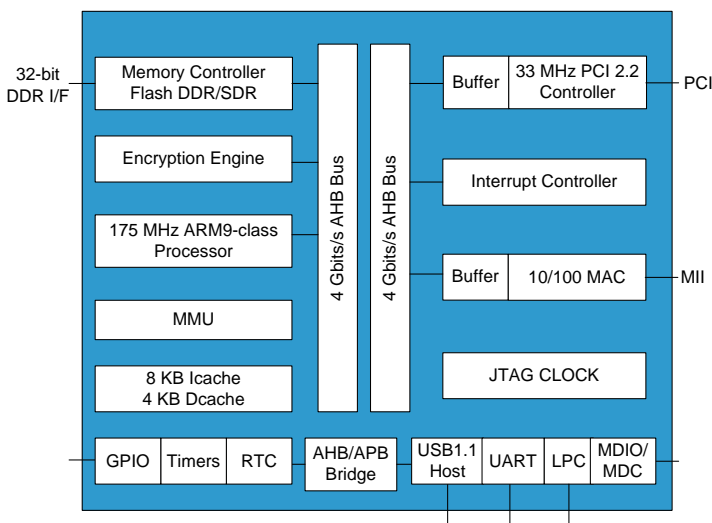 32-bit
DDR I/F
Memory Controller
Flash DDR/SDR
Encryption Engine
175 MHz ARM9-class
Processor
MMU
8 KB Icache
4 KB Dcache
4 Gbits/s AHB Bus
4 Gbits/s AHB Bus
Buffer
33 MHz PCI 2.2
Controller
PCI
Interrupt Controller
Buffer
10/100 MAC
MII
JTAG CLOCK
GPIO
Timers
RTC
AHB/APB
Bridge
USB1.1
Host
UART
LPC
MDIO/
MDC